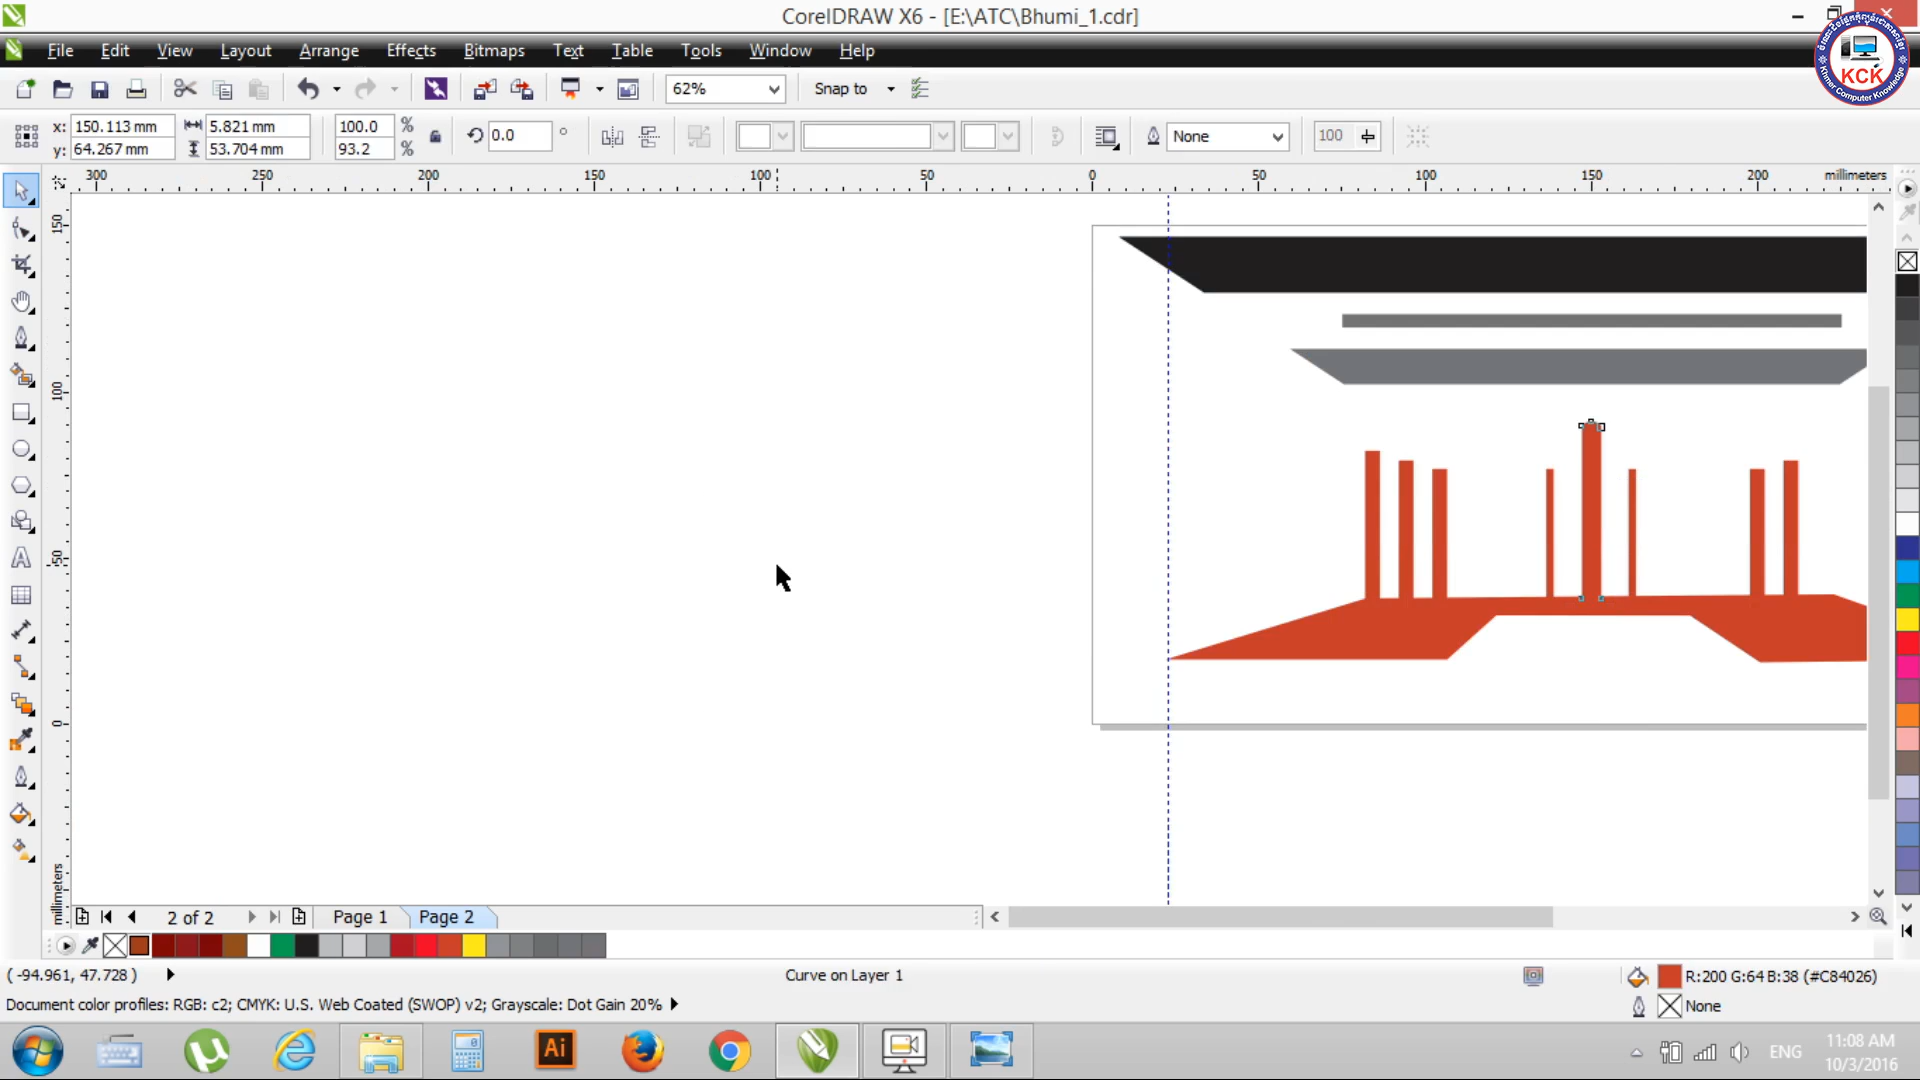 CorelDRAW X6 - [E:\ATC\Bhumi_1.cdr]
File Edit View Layout Arrange Effects Bitmaps Text Table Tools Window Help
62% Snap to
KCK
Khmer Computer Knowledge
x: 150.113 mm 5.821 mm 100.0 % 0.0 ° None 100
y: 64.267 mm 53.704 mm 93.2 %
300 250 200 150 100 50 0 50 100 150 200 millimeters
150
100
50
0
millimeters
2 of 2 Page 1 Page 2
( -94.961, 47.728 ) Curve on Layer 1 R:200 G:64 B:38 (#C84026)
Document color profiles: RGB: c2; CMYK: U.S. Web Coated (SWOP) v2; Grayscale: Dot Gain 20% None
Ai
ENG
11:08 AM
10/3/2016